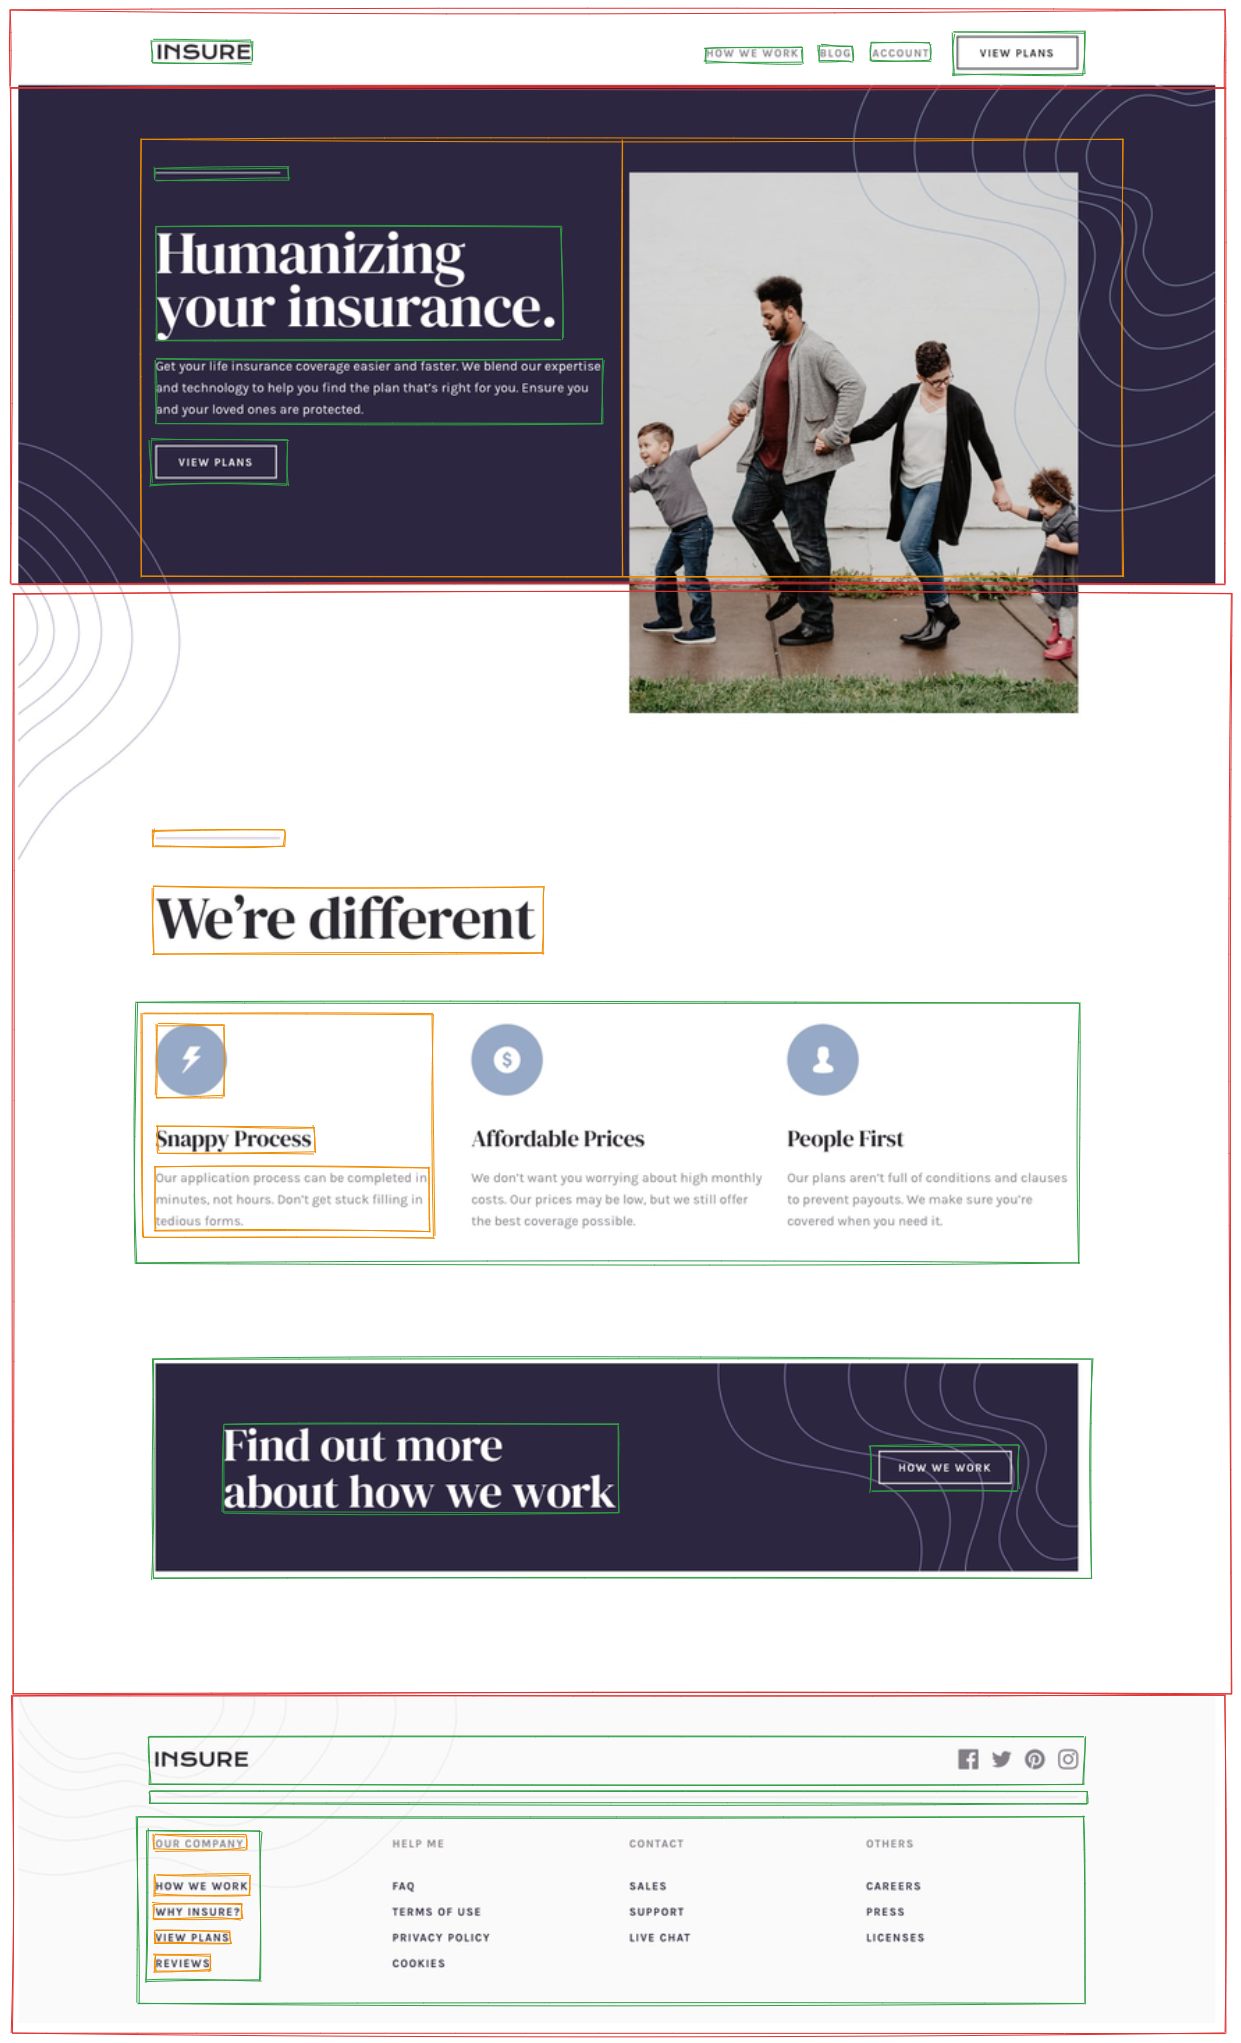 INSURE
HOW WE WORK
BLOG
ACCOUNT
VIEW PLANS
Humanizing
your insurance.
Get your life insurance coverage easier and faster. We blend our expertise
and technology to help you find the plan that's right for you. Ensure you
and your loved ones are protected.
VIEW PLANS
We're different
Snappy Process
Our application process can be completed in
minutes, not hours. Don't get stuck filling in
tedious forms.
Affordable Prices
We don't want you worrying about high monthly
costs. Our prices may be low, but we still offer
the best coverage possible.
People First
Our plans aren't full of conditions and clauses
to prevent payouts. We make sure you're
covered when you need it.
Find out more
about how we work
HOW WE WORK
INSURE
OUR COMPANY
HOW WE WORK
WHY INSURE?
VIEW PLANS
REVIEWS
HELP ME
FAQ
TERMS OF USE
PRIVACY POLICY
COOKIES
CONTACT
SALES
SUPPORT
LIVE CHAT
OTHERS
CAREERS
PRESS
LICENSES